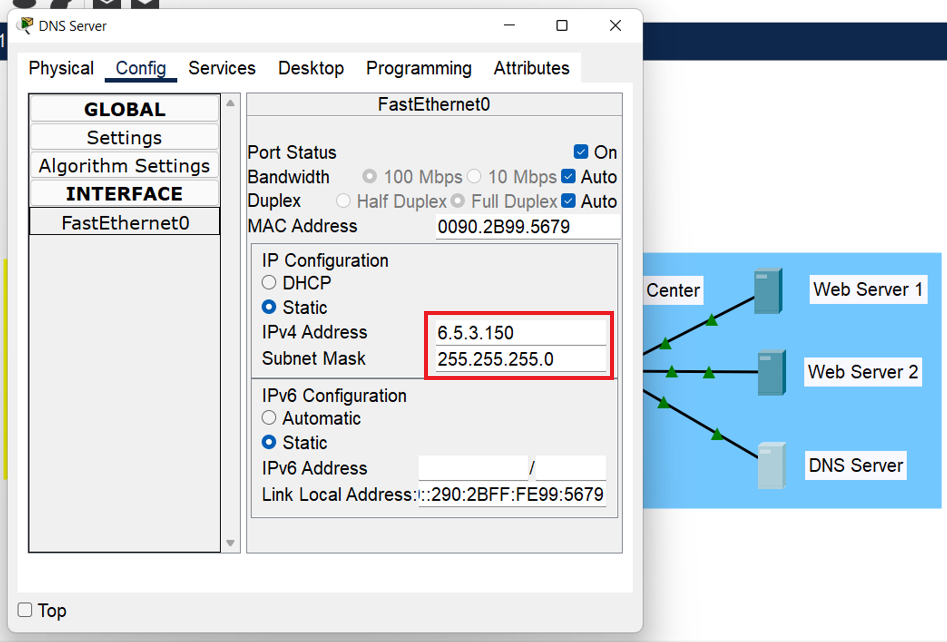 DNS Server
Physical Config Services Desktop Programming Attributes
GLOBAL
Settings
Algorithm Settings
INTERFACE
FastEthernet0
FastEthernet0
Port Status On
Bandwidth 100 Mbps 10 Mbps Auto
Duplex Half Duplex Full Duplex Auto
MAC Address 0090.2B99.5679
IP Configuration
DHCP
Static
IPv4 Address 6.5.3.150
Subnet Mask 255.255.255.0
IPv6 Configuration
Automatic
Static
IPv6 Address /
Link Local Address: ::290:2BFF:FE99:5679
Top
Center
Web Server 1
Web Server 2
DNS Server